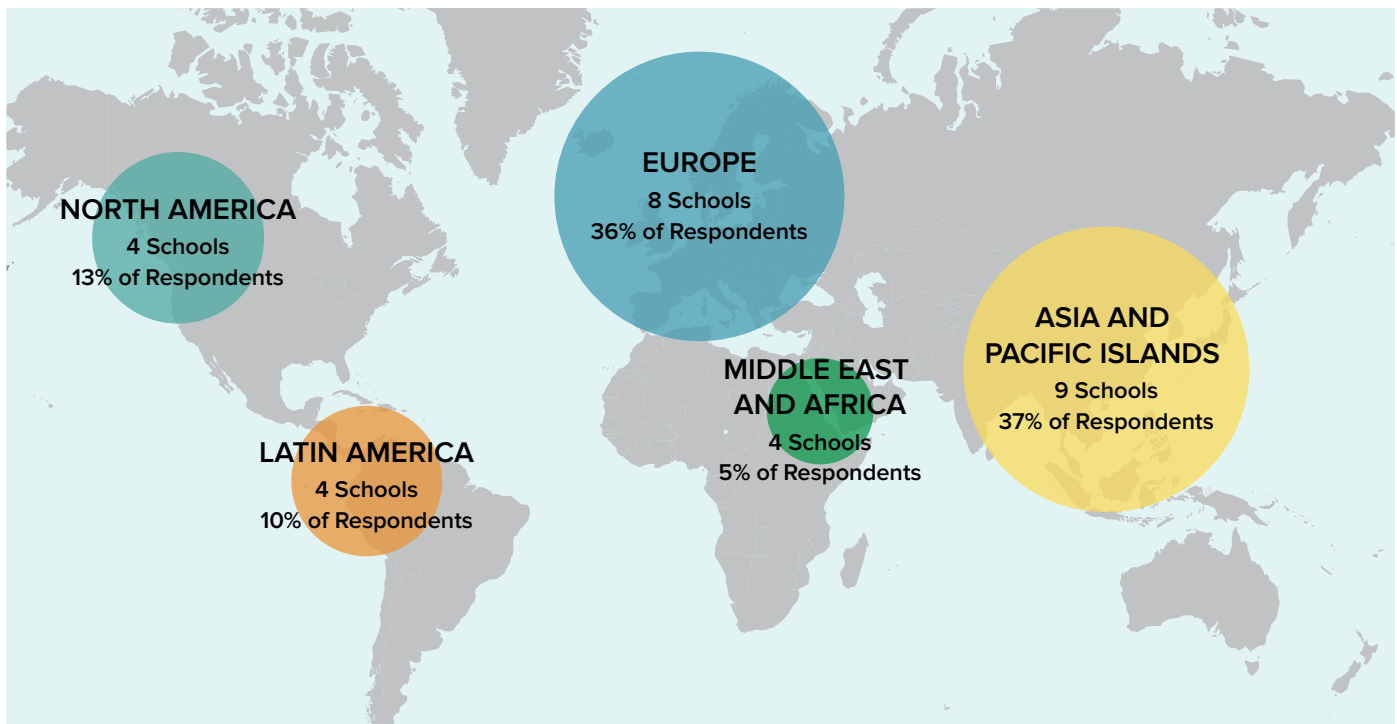 NORTH AMERICA
4 Schools
13% of Respondents
LATIN AMERICA
4 Schools
10% of Respondents
EUROPE
8 Schools
36% of Respondents
MIDDLE EAST
AND AFRICA
4 Schools
5% of Respondents
ASIA AND
PACIFIC ISLANDS
9 Schools
37% of Respondents